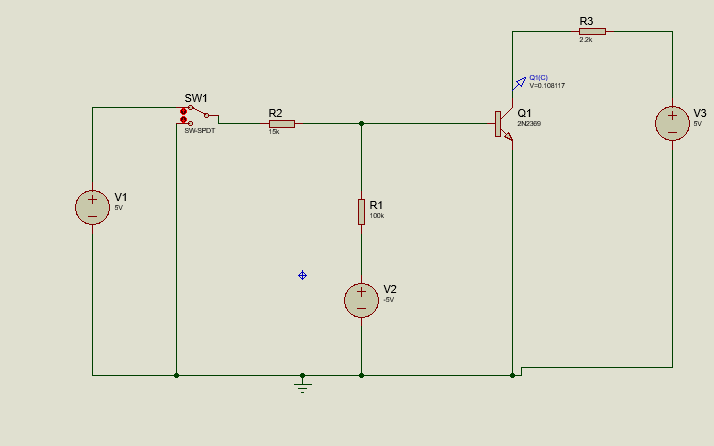 R3
2.2k
Q1(C)
V=0.108117
SW1
SW-SPDT
R2
15k
Q1
2N2369
V3
5V
V1
5V
R1
100k
V2
-5V